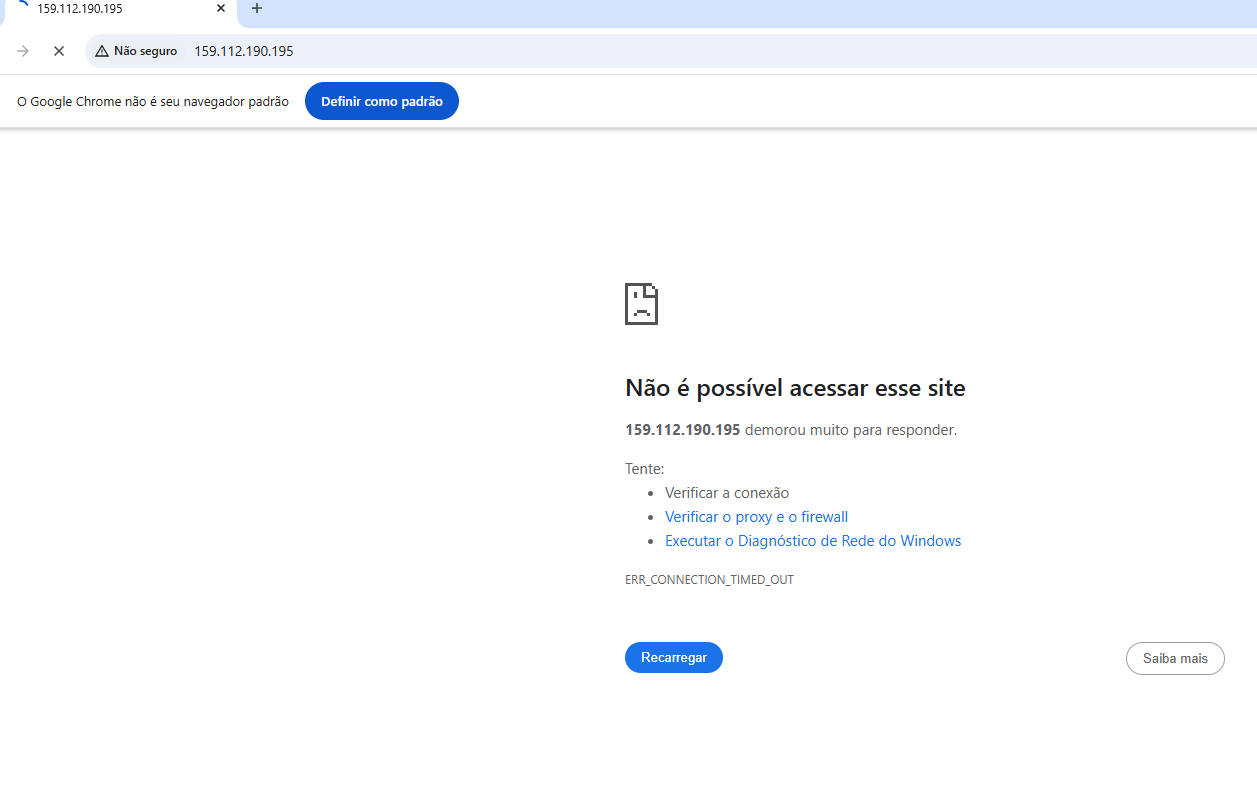 159.112.190.195
Não seguro 159.112.190.195
O Google Chrome não é seu navegador padrão Definir como padrão
Não é possível acessar esse site
159.112.190.195 demorou muito para responder.
Tente:
Verificar a conexão
Verificar o proxy e o firewall
Executar o Diagnóstico de Rede do Windows
ERR_CONNECTION_TIMED_OUT
Recarregar Saiba mais